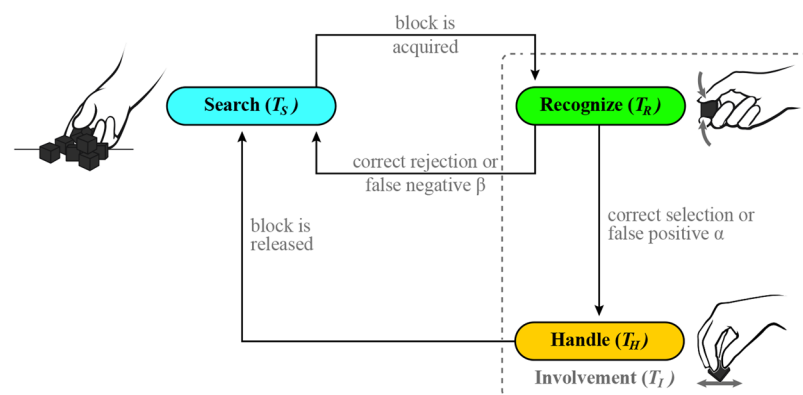 block is
acquired
Search (T_S)
Recognize (T_R)
correct rejection or
false negative β
block is
released
correct selection or
false positive α
Handle (T_H)
Involvement (T_I)